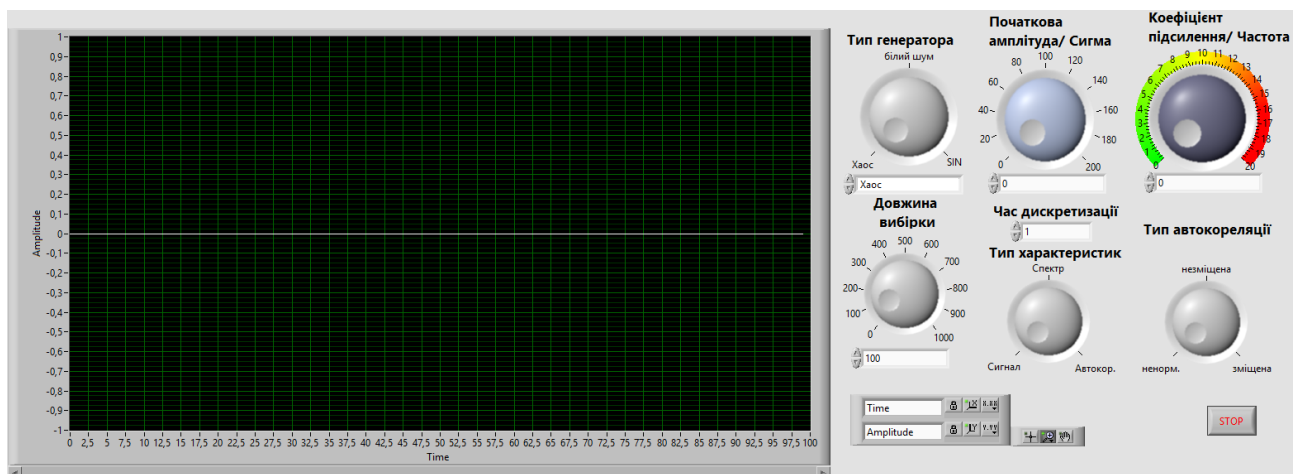 1
0,9
0,8
0,7
0,6
0,5
0,4
0,3
0,2
0,1
0
-0,1
-0,2
-0,3
-0,4
-0,5
-0,6
-0,7
-0,8
-0,9
-1
Amplitude
0 2,5 5 7,5 10 12,5 15 17,5 20 22,5 25 27,5 30 32,5 35 37,5 40 42,5 45 47,5 50 52,5 55 57,5 60 62,5 65 67,5 70 72,5 75 77,5 80 82,5 85 87,5 90 92,5 95 97,5 100
Time
Тип генератора
білий шум
Хаос
SIN
Хаос
Початкова
амплітуда/ Сигма
0 20 40 60 80 100 120 140 160 180 200
0
Коефіцієнт
підсилення/ Частота
0 1 2 3 4 5 6 7 8 9 10 11 12 13 14 15 16 17 18 19 20
0
Довжина
вибірки
0 100 200 300 400 500 600 700 800 900 1000
100
Час дискретизації
1
Тип характеристик
Спектр
Сигнал
Автокор.
Тип автокореляції
незміщена
ненорм.
зміщена
Time
X.XX
Amplitude
Y.YY
STOP